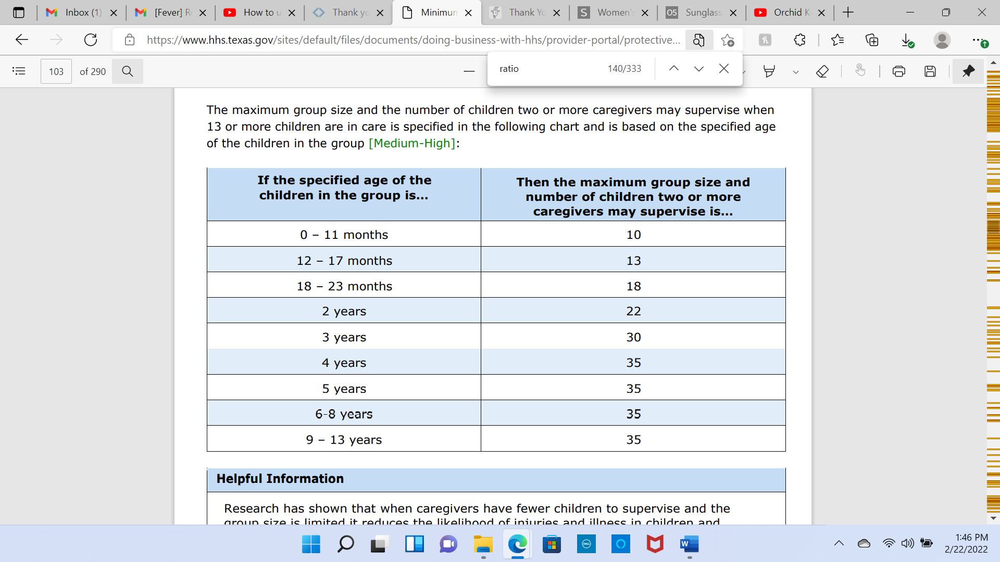 Inbox (1)
[Fever] R
How to u
Thank yo
Minimum
Thank Yo
S
Women's
O5
Sunglass
Orchid K
https://www.hhs.texas.gov/sites/default/files/documents/doing-business-with-hhs/provider-portal/protective...
103 of 290
ratio 140/333
The maximum group size and the number of children two or more caregivers may supervise when
13 or more children are in care is specified in the following chart and is based on the specified age
of the children in the group [Medium-High]:
If the specified age of the
children in the group is...
Then the maximum group size and
number of children two or more
caregivers may supervise is...
0 – 11 months 10
12 – 17 months 13
18 – 23 months 18
2 years 22
3 years 30
4 years 35
5 years 35
6-8 years 35
9 – 13 years 35
Helpful Information
Research has shown that when caregivers have fewer children to supervise and the
group size is limited it reduces the likelihood of injuries and illness in children and
DELL
W
1:46 PM
2/22/2022